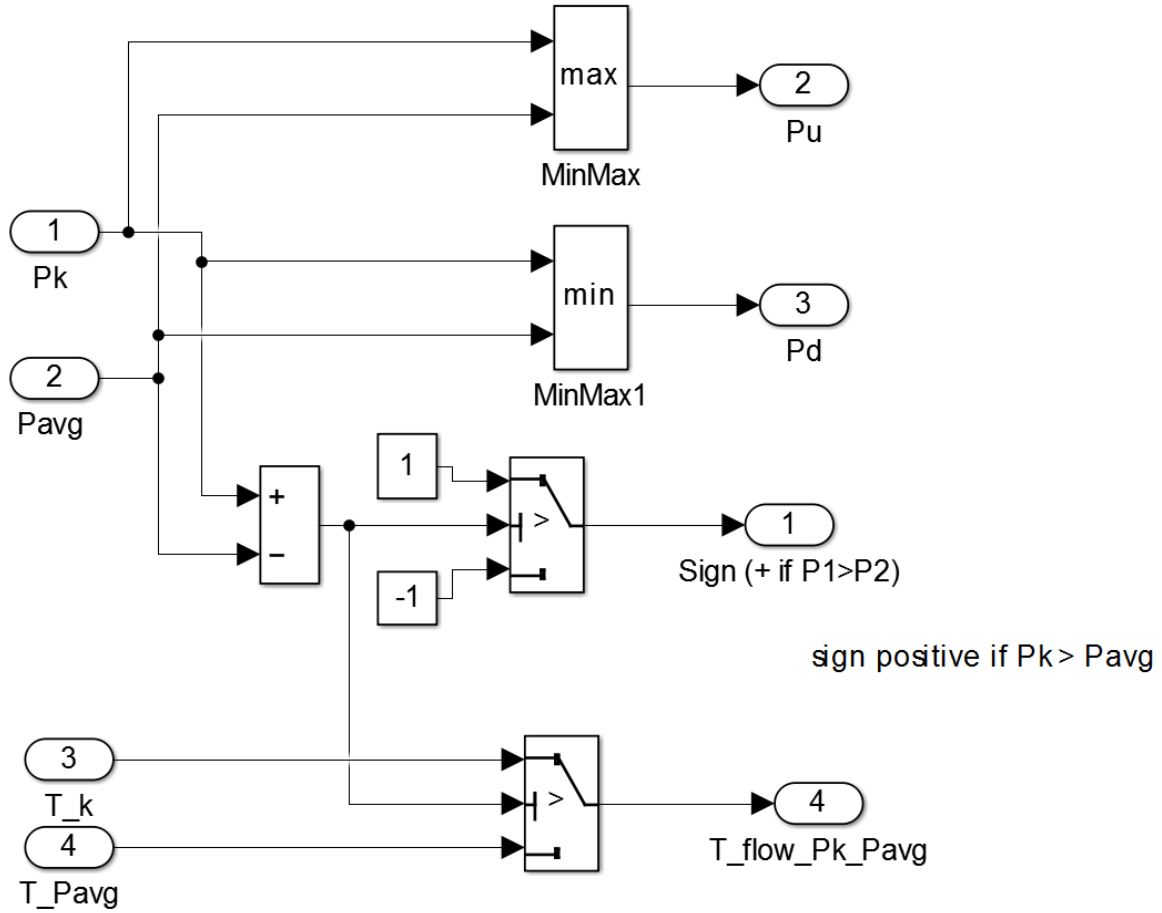 max
2
Pu
MinMax
1
Pk
min
3
Pd
2
Pavg
MinMax1
1
+
>
1
−
Sign (+ if P1>P2)
-1
sign positive if Pk > Pavg
3
T_k
>
4
T_flow_Pk_Pavg
4
T_Pavg